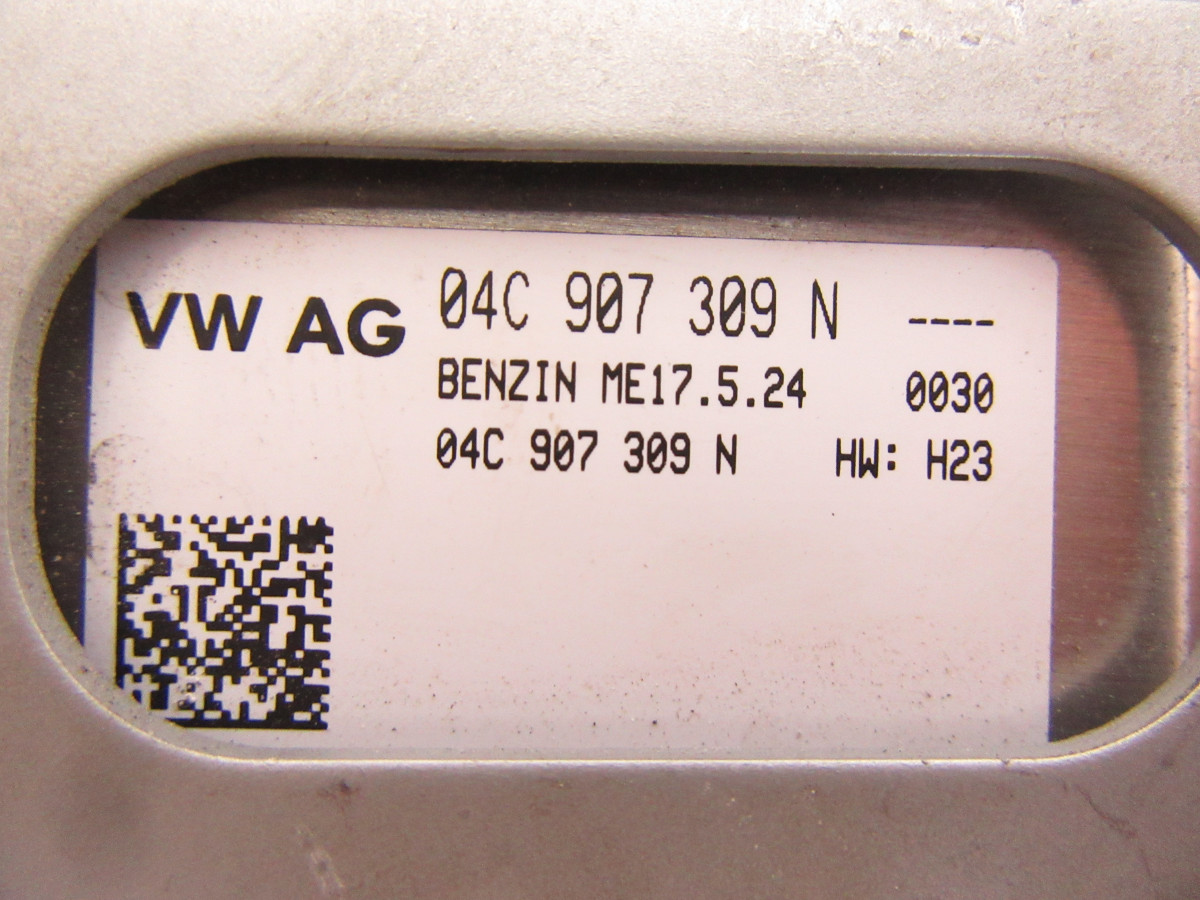 VW AG 04C 907 309 N ----
BENZIN ME17.5.24 0030
04C 907 309 N HW: H23